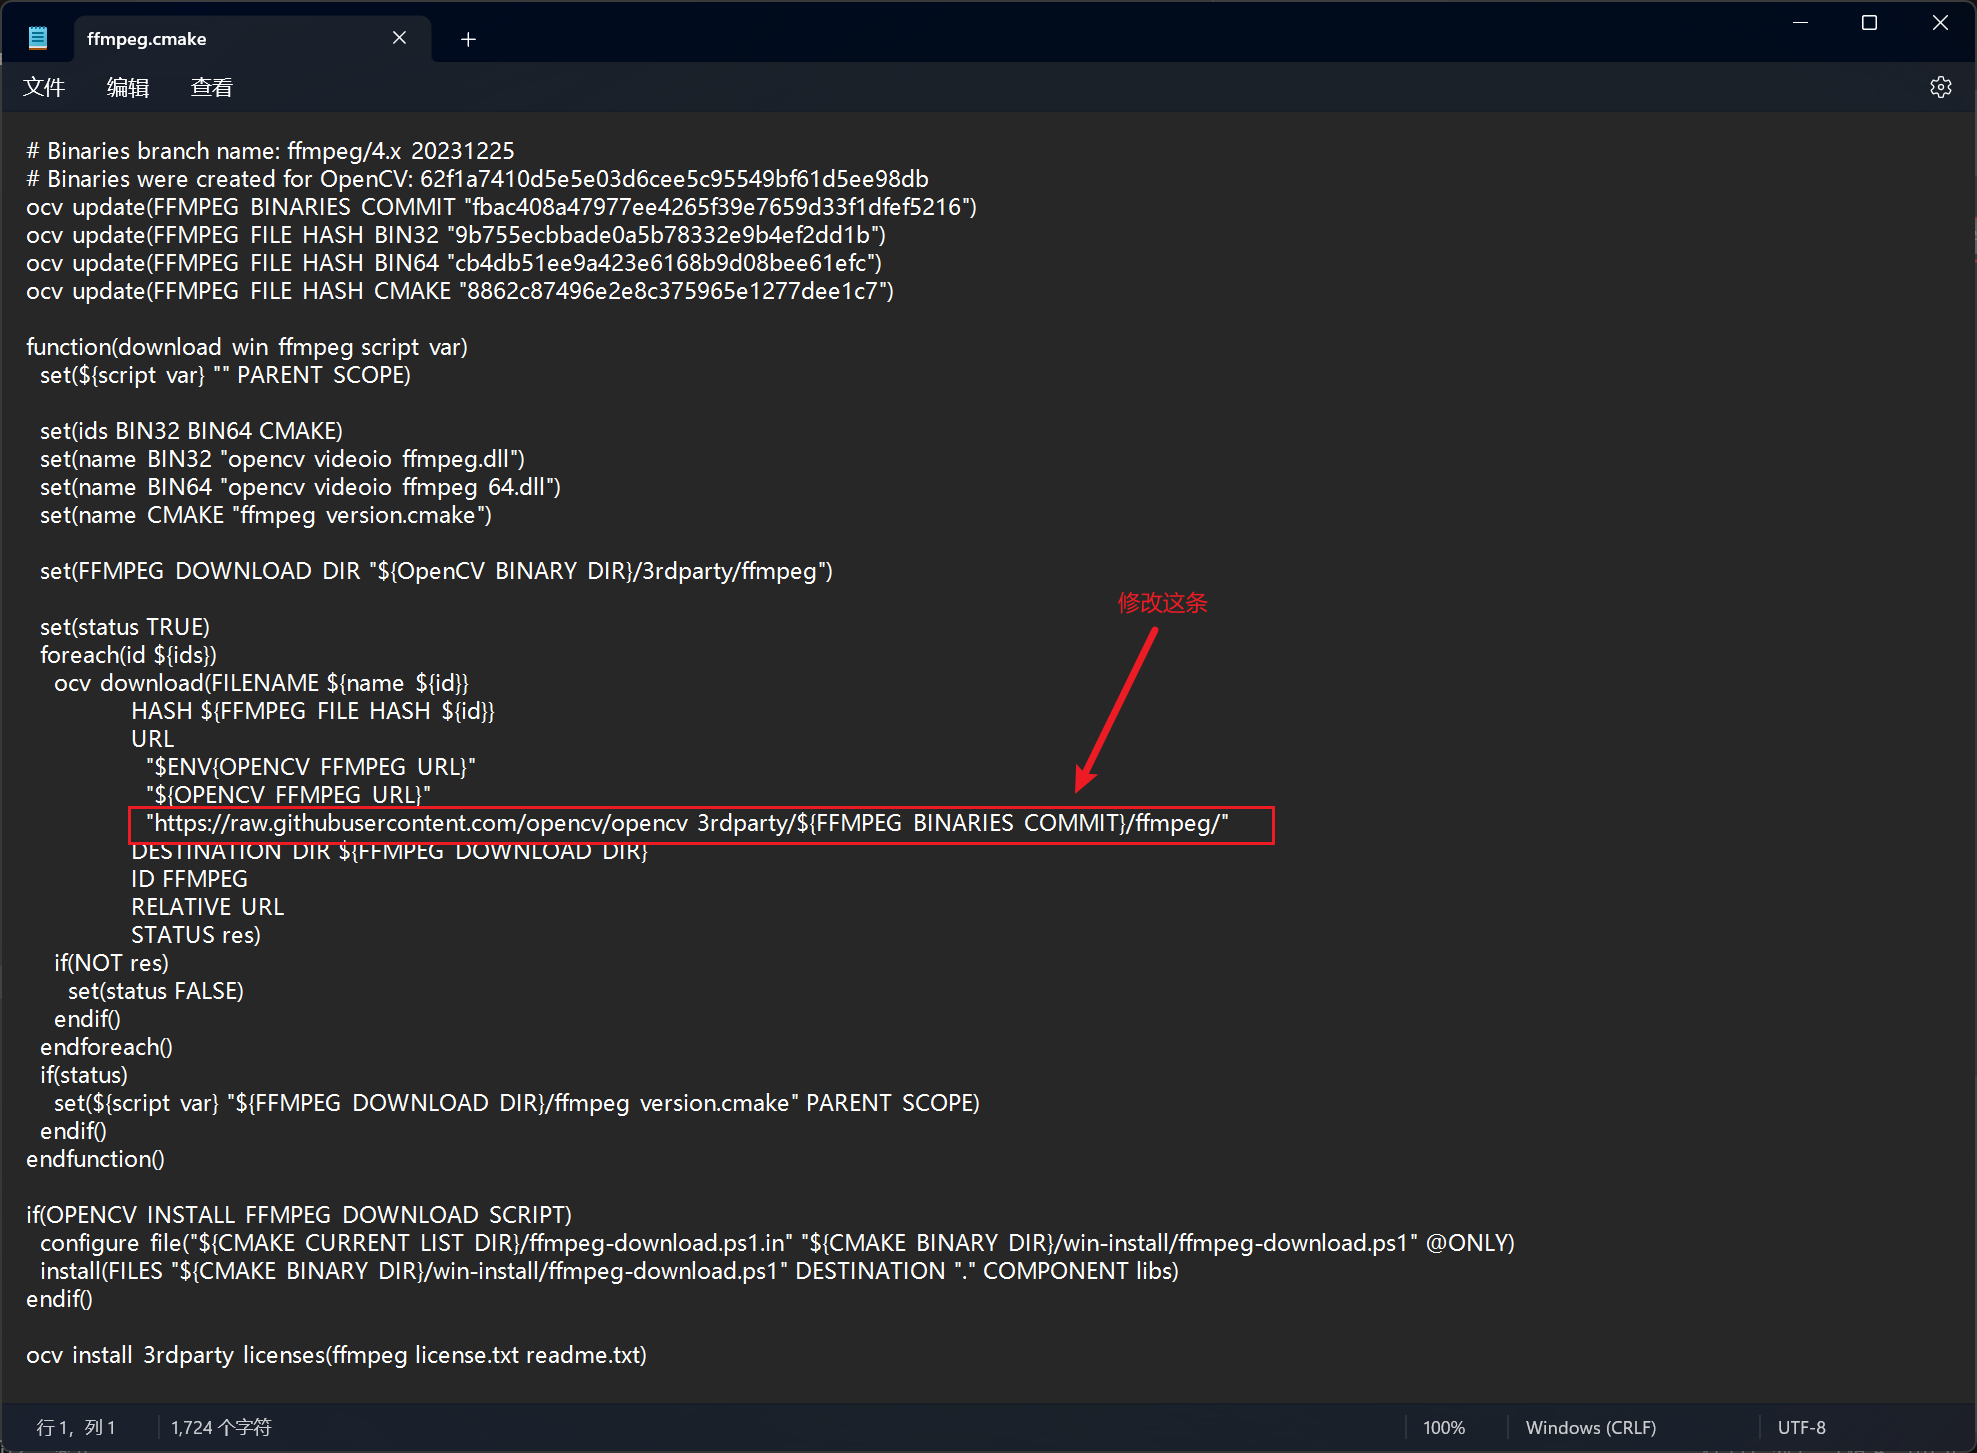 ffmpeg.cmake
文件 编辑 查看
# Binaries branch name: ffmpeg/4.x 20231225
# Binaries were created for OpenCV: 62f1a7410d5e5e03d6cee5c95549bf61d5ee98db
ocv update(FFMPEG BINARIES COMMIT "fbac408a47977ee4265f39e7659d33f1dfef5216")
ocv update(FFMPEG FILE HASH BIN32 "9b755ecbbade0a5b78332e9b4ef2dd1b")
ocv update(FFMPEG FILE HASH BIN64 "cb4db51ee9a423e6168b9d08bee61efc")
ocv update(FFMPEG FILE HASH CMAKE "8862c87496e2e8c375965e1277dee1c7")
function(download win ffmpeg script var)
set(${script var} "" PARENT SCOPE)
set(ids BIN32 BIN64 CMAKE)
set(name BIN32 "opencv videoio ffmpeg.dll")
set(name BIN64 "opencv videoio ffmpeg 64.dll")
set(name CMAKE "ffmpeg version.cmake")
set(FFMPEG DOWNLOAD DIR "${OpenCV BINARY DIR}/3rdparty/ffmpeg")
修改这条
set(status TRUE)
foreach(id ${ids})
ocv download(FILENAME ${name ${id}}
HASH ${FFMPEG FILE HASH ${id}}
URL
"$ENV{OPENCV FFMPEG URL}"
"${OPENCV FFMPEG URL}"
"https://raw.githubusercontent.com/opencv/opencv 3rdparty/${FFMPEG BINARIES COMMIT}/ffmpeg/"
DESTINATION DIR ${FFMPEG DOWNLOAD DIR}
ID FFMPEG
RELATIVE URL
STATUS res)
if(NOT res)
set(status FALSE)
endif()
endforeach()
if(status)
set(${script var} "${FFMPEG DOWNLOAD DIR}/ffmpeg version.cmake" PARENT SCOPE)
endif()
endfunction()
if(OPENCV INSTALL FFMPEG DOWNLOAD SCRIPT)
configure file("${CMAKE CURRENT LIST DIR}/ffmpeg-download.ps1.in" "${CMAKE BINARY DIR}/win-install/ffmpeg-download.ps1" @ONLY)
install(FILES "${CMAKE BINARY DIR}/win-install/ffmpeg-download.ps1" DESTINATION "." COMPONENT libs)
endif()
ocv install 3rdparty licenses(ffmpeg license.txt readme.txt)
行 1，列 1 1,724 个字符 100% Windows (CRLF) UTF-8